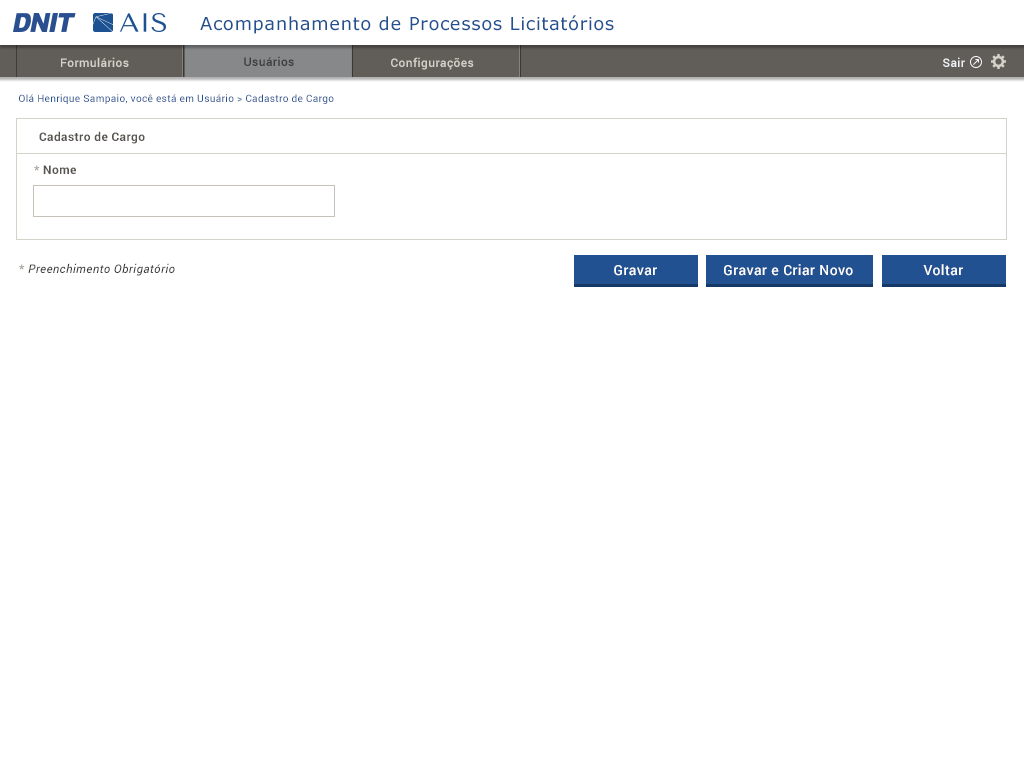 DNIT AIS Acompanhamento de Processos Licitatórios
Formulários Usuários Configurações Sair
Olá Henrique Sampaio, você está em Usuário > Cadastro de Cargo
Cadastro de Cargo
* Nome
* Preenchimento Obrigatório Gravar Gravar e Criar Novo Voltar